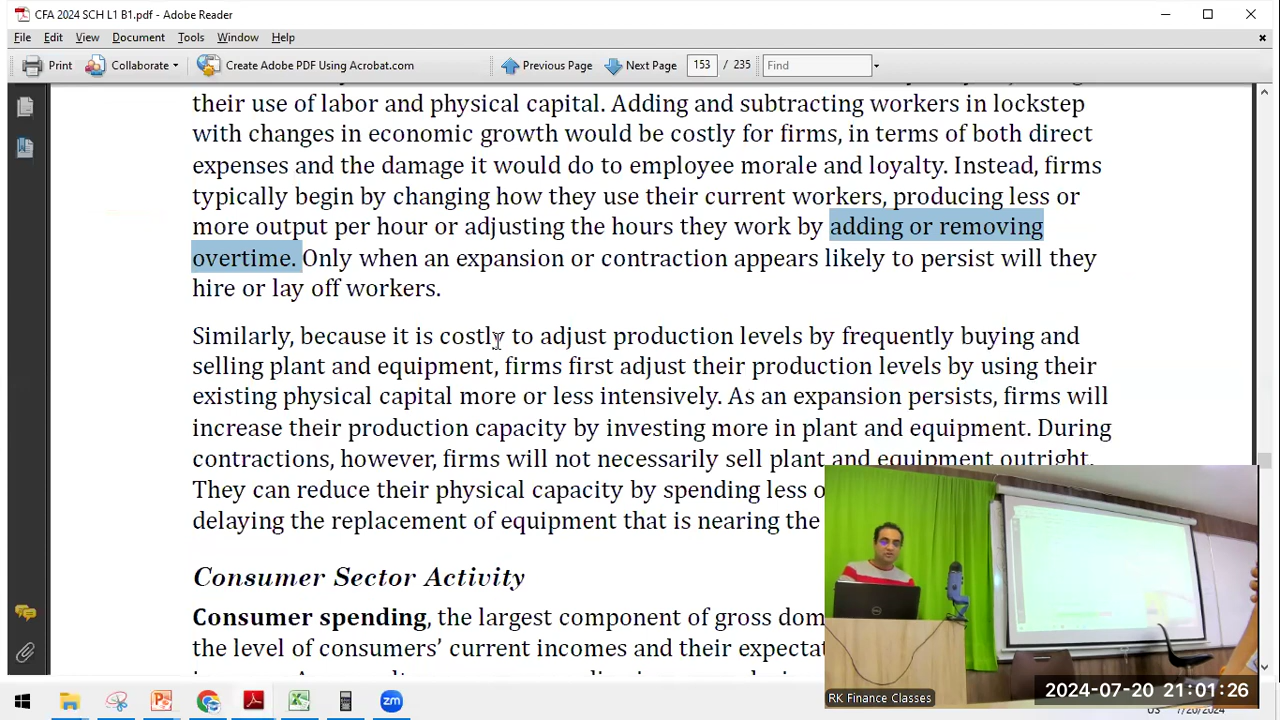 CFA 2024 SCH L1 B1.pdf - Adobe Reader
File Edit View Document Tools Window Help
Print Collaborate Create Adobe PDF Using Acrobat.com Previous Page Next Page 153 / 235 Find
their use of labor and physical capital. Adding and subtracting workers in lockstep
with changes in economic growth would be costly for firms, in terms of both direct
expenses and the damage it would do to employee morale and loyalty. Instead, firms
typically begin by changing how they use their current workers, producing less or
more output per hour or adjusting the hours they work by adding or removing
overtime. Only when an expansion or contraction appears likely to persist will they
hire or lay off workers.
Similarly, because it is costly to adjust production levels by frequently buying and
selling plant and equipment, firms first adjust their production levels by using their
existing physical capital more or less intensively. As an expansion persists, firms will
increase their production capacity by investing more in plant and equipment. During
contractions, however, firms will not necessarily sell plant and equipment outright.
They can reduce their physical capacity by spending less o
delaying the replacement of equipment that is nearing the
Consumer Sector Activity
Consumer spending, the largest component of gross dom
the level of consumers' current incomes and their expectat
RK Finance Classes
2024-07-20 21:01:26
US 7/20/2024